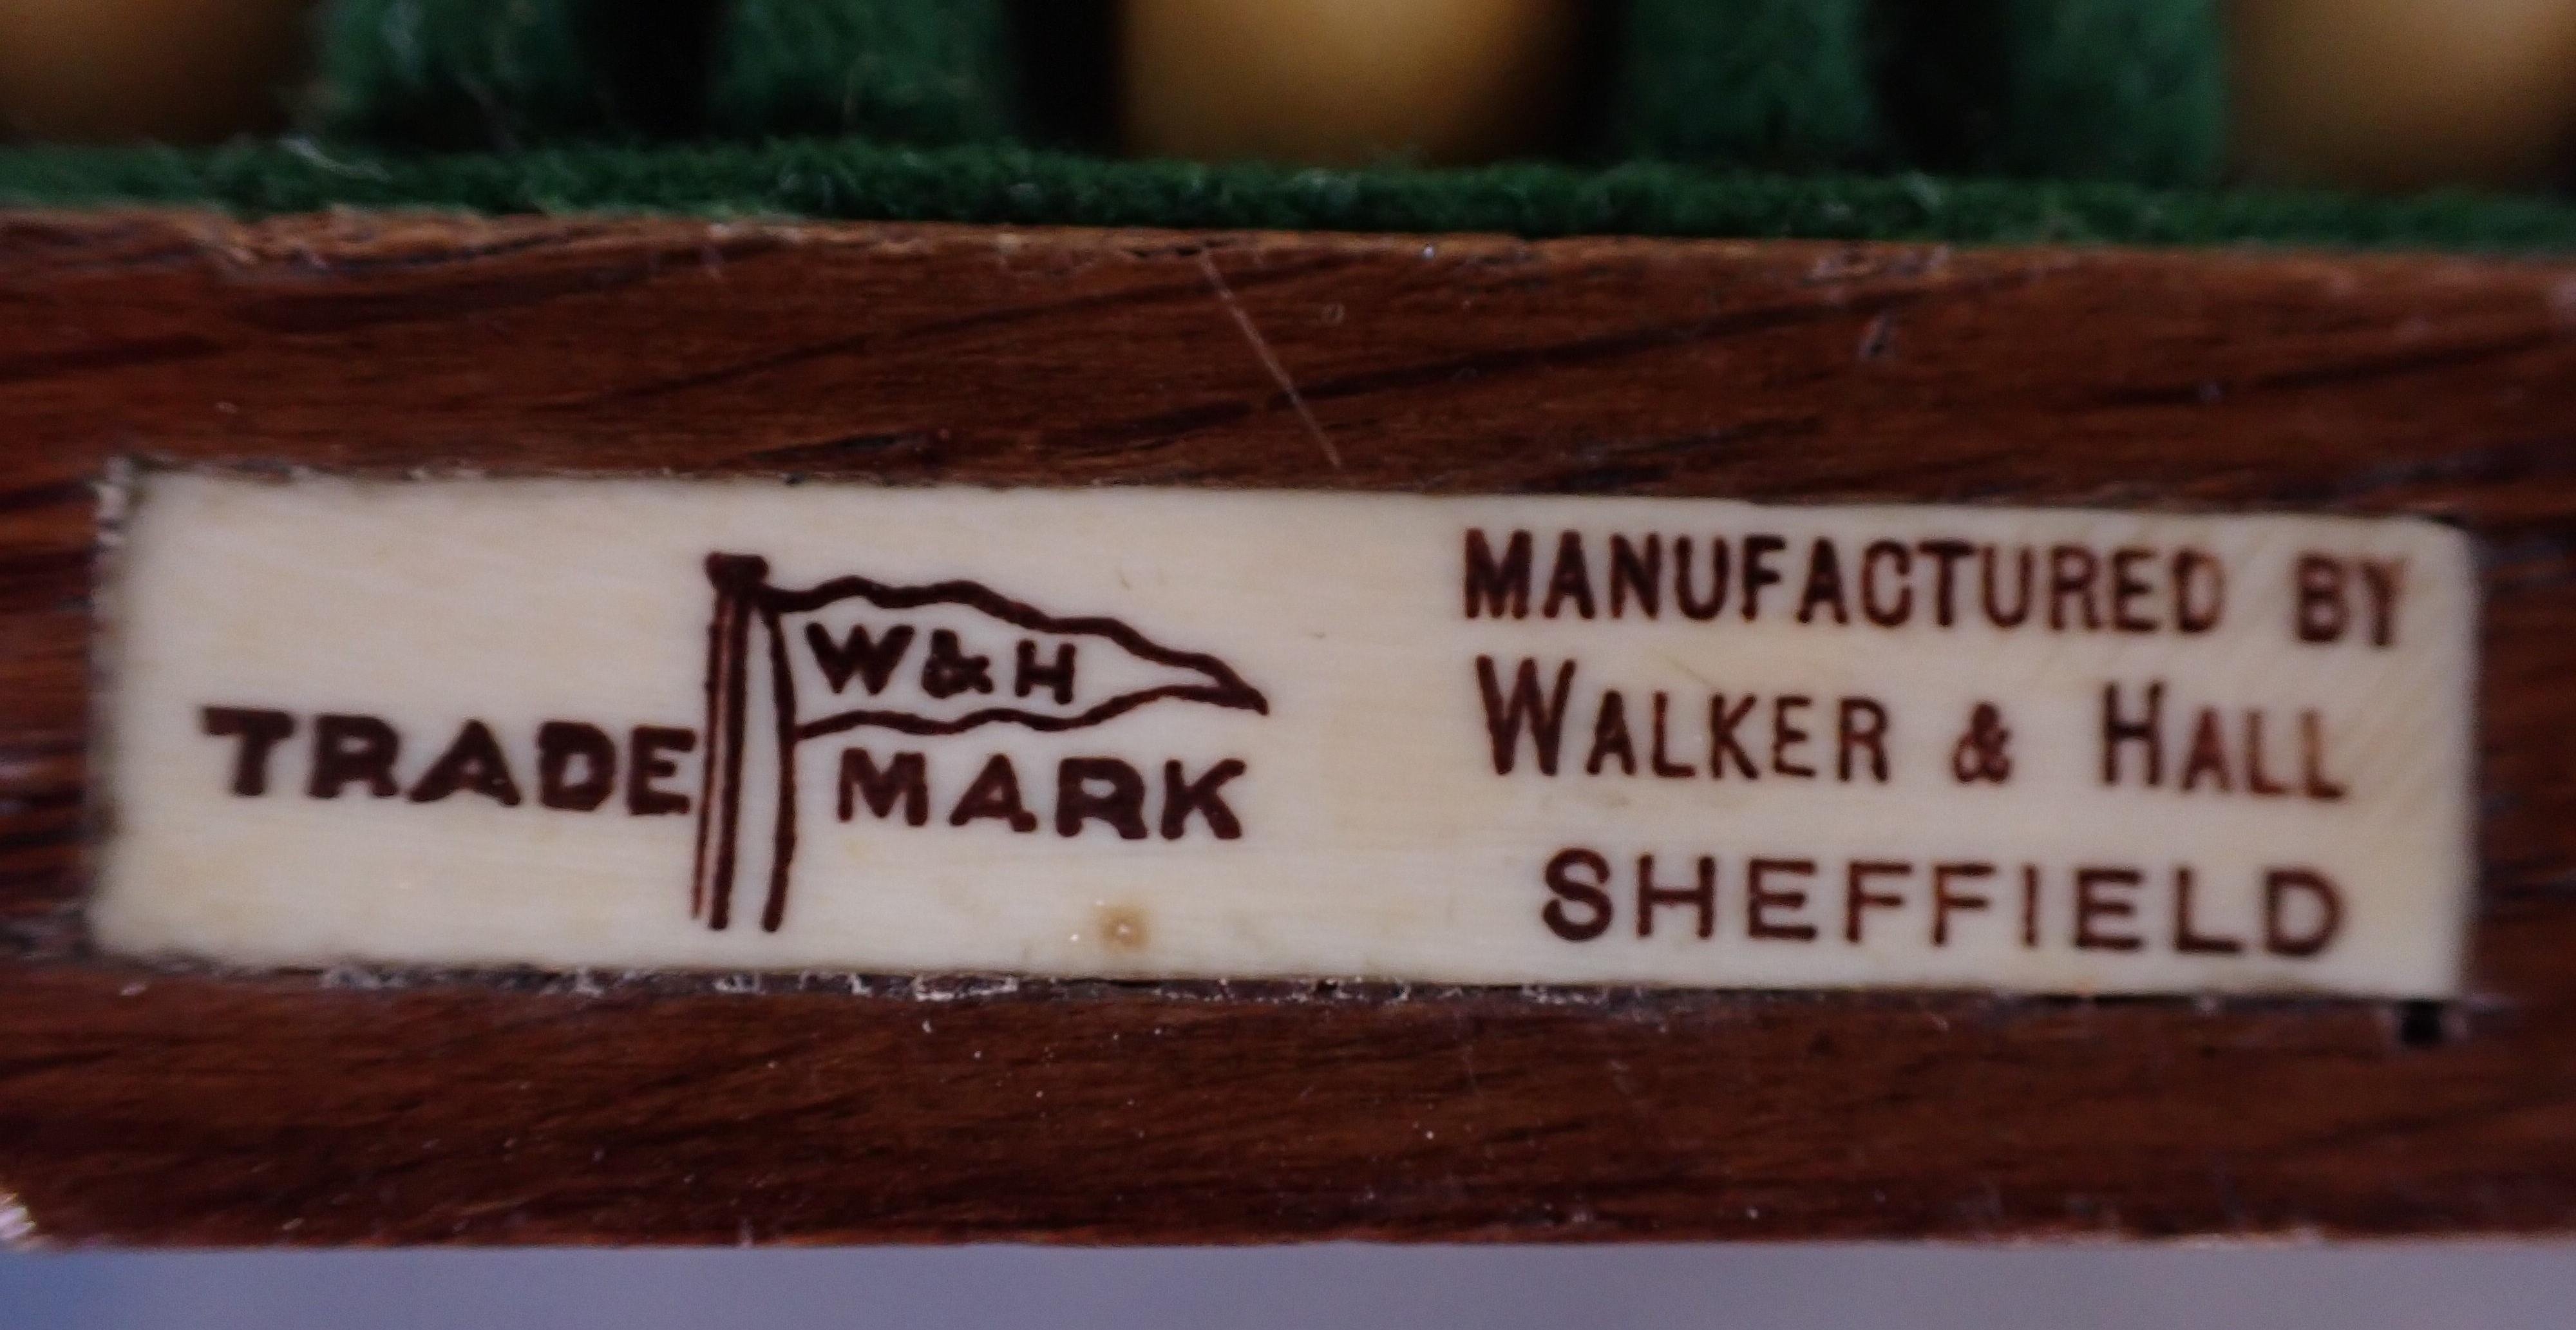 TRADE W&H MARK
MANUFACTURED BY
WALKER & HALL
SHEFFIELD